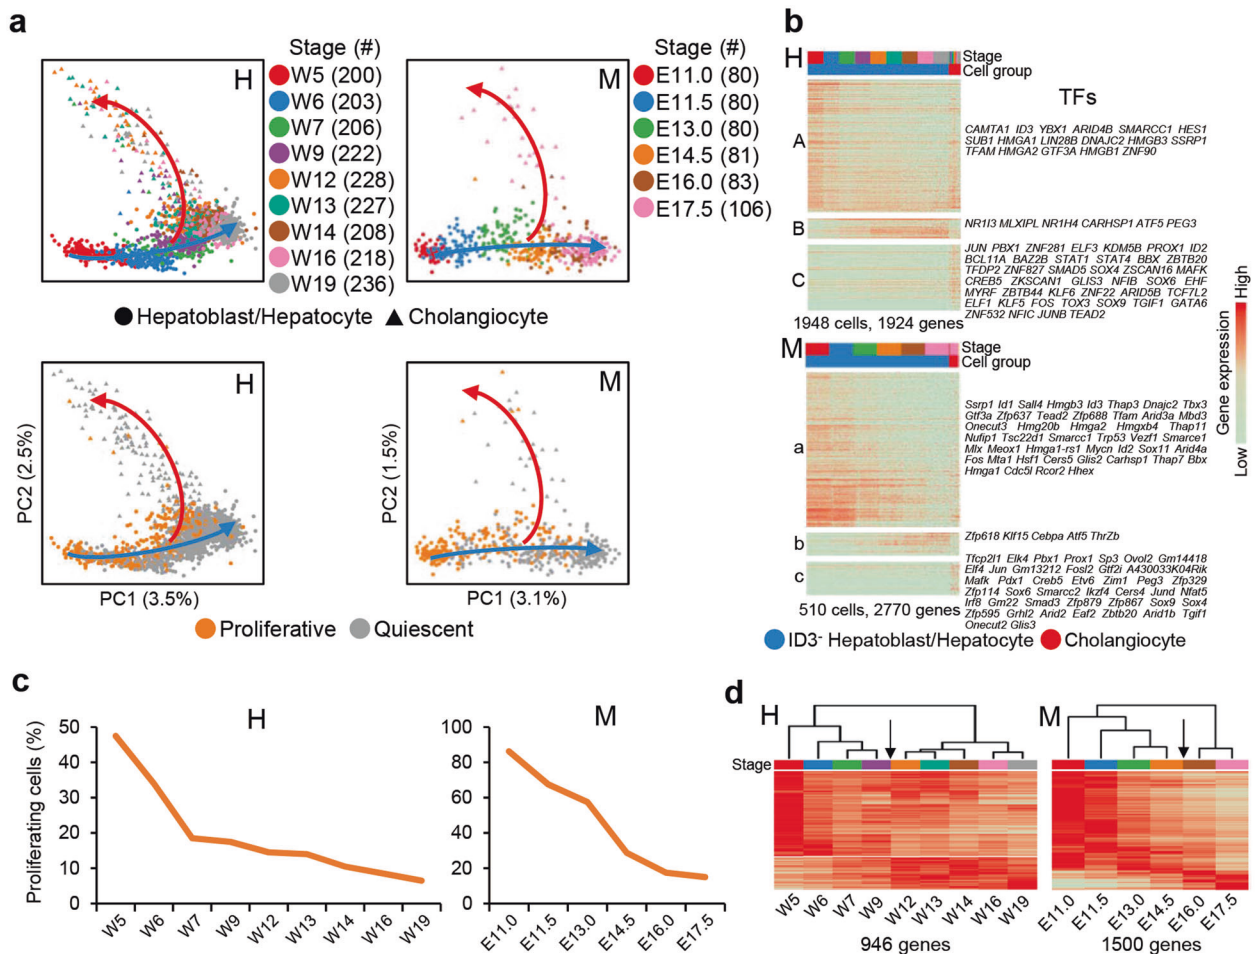 a
Stage (#)
H
W5 (200)
W6 (203)
W7 (206)
W9 (222)
W12 (228)
W13 (227)
W14 (208)
W16 (218)
W19 (236)
Stage (#)
M
E11.0 (80)
E11.5 (80)
E13.0 (80)
E14.5 (81)
E16.0 (83)
E17.5 (106)
Hepatoblast/Hepatocyte Cholangiocyte
H
M
PC2 (2.5%)
PC2 (1.5%)
PC1 (3.5%)
PC1 (3.1%)
Proliferative Quiescent
b
H
Stage
Cell group
TFs
A
CAMTA1 ID3 YBX1 ARID4B SMARCC1 HES1
SUB1 HMGA1 LIN28B DNAJC2 HMGB3 SSRP1
TFAM HMGA2 GTF3A HMGB1 ZNF90
B
NR1I3 MLXIPL NR1H4 CARHSP1 ATF5 PEG3
C
JUN PBX1 ZNF281 ELF3 KDM5B PROX1 ID2
BCL11A BAZ2B STAT1 STAT4 BBX ZBTB20
TFDP2 ZNF827 SMAD5 SOX4 ZSCAN16 MAFK
CREB5 ZKSCAN1 GLIS3 NFIB SOX6 EHF
MYRF ZBTB44 KLF6 ZNF22 ARID5B TCF7L2
ELF1 KLF5 FOS TOX3 SOX9 TGIF1 GATA6
ZNF532 NFIC JUNB TEAD2
1948 cells, 1924 genes
M
Stage
Cell group
a
Ssrp1 Id1 Sall4 Hmgb3 Id3 Thap3 Dnajc2 Tbx3
Gtf3a Zfp637 Tead2 Zfp688 Tfam Arid3a Mbd3
Onecut3 Hmg20b Hmga2 Hmgxb4 Thap11
Nufip1 Tsc22d1 Smarcc1 Trp53 Vezf1 Smarce1
Mlx Meox1 Hmga1-rs1 Mycn Id2 Sox11 Arid4a
Fos Mta1 Hsf1 Cers5 Glis2 Carhsp1 Thap7 Bbx
Hmga1 Cdc5l Rcor2 Hhex
b
Zfp618 Klf15 Cebpa Atf5 ThrZb
c
Tfcp2l1 Elk4 Pbx1 Prox1 Sp3 Ovol2 Gm14418
Elf4 Jun Gm13212 Fosl2 Gtf2i A430033K04Rik
Mafk Pdx1 Creb5 Etv6 Zim1 Peg3 Zfp329
Zfp114 Sox6 Smarcc2 Ikzf4 Cers4 Jund Nfat5
Irf8 Gm22 Smad3 Zfp879 Zfp867 Sox9 Sox4
Zfp595 Grhl2 Arid2 Eaf2 Zbtb20 Arid1b Tgif1
Onecut2 Glis3
510 cells, 2770 genes
ID3- Hepatoblast/Hepatocyte Cholangiocyte
High
Gene expression
Low
c
Proliferating cells (%)
H
50
40
30
20
10
0
W5 W6 W7 W9 W12 W13 W14 W16 W19
M
100
80
60
40
20
0
E11.0 E11.5 E13.0 E14.5 E16.0 E17.5
d
H
Stage
W5 W6 W7 W9 W12 W13 W14 W16 W19
946 genes
M
E11.0 E11.5 E13.0 E14.5 E16.0 E17.5
1500 genes